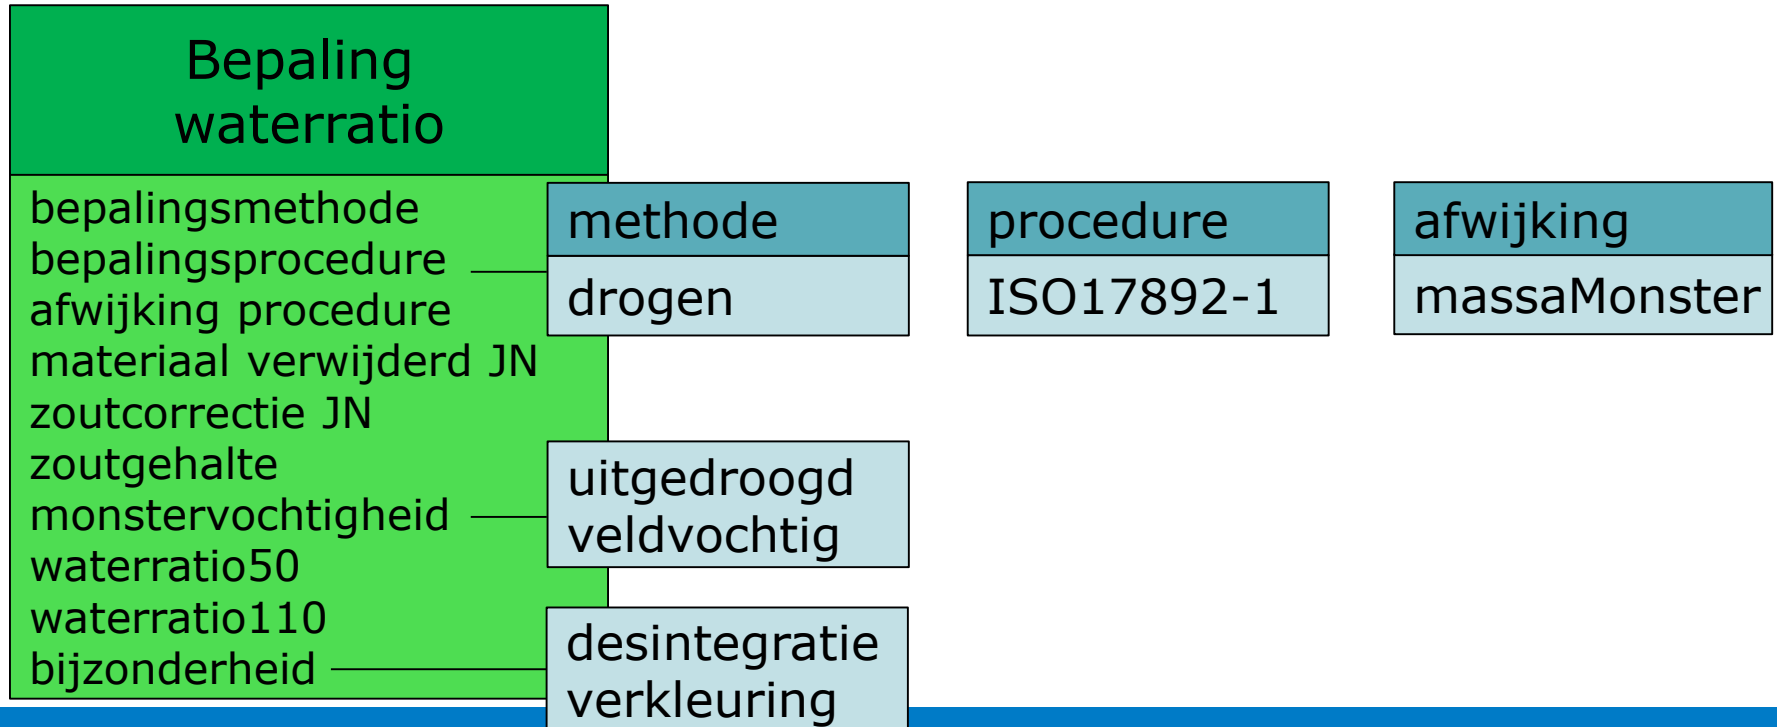 Bepaling
waterratio
bepalingsmethode
bepalingsprocedure
afwijking procedure
materiaal verwijderd JN
zoutcorrectie JN
zoutgehalte
monstervochtigheid
waterratio50
waterratio110
bijzonderheid
methode
drogen
procedure
ISO17892-1
afwijking
massaMonster
uitgedroogd
veldvochtig
desintegratie
verkleuring